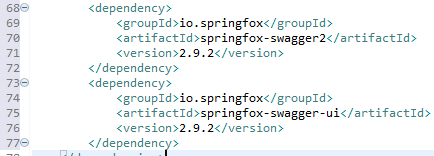 68 <dependency>
69 <groupId>io.springfox</groupId>
70 <artifactId>springfox-swagger2</artifactId>
71 <version>2.9.2</version>
72 </dependency>
73 <dependency>
74 <groupId>io.springfox</groupId>
75 <artifactId>springfox-swagger-ui</artifactId>
76 <version>2.9.2</version>
77 </dependency>